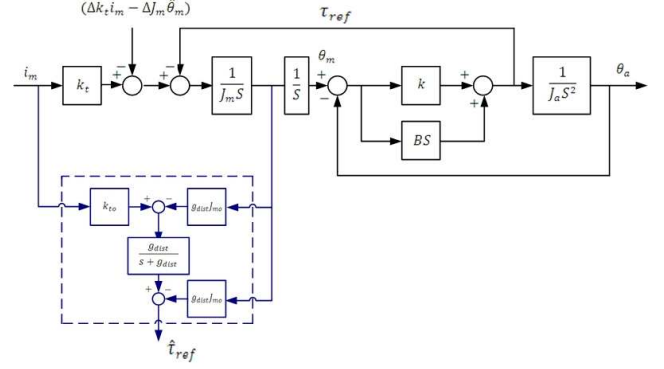 (Δk_t i_m − ΔJ_m θ̈_m)
τ_ref
i_m
k_t
+
−
+
−
1/(J_m S)
1/S
θ_m
+
−
k
+
+
1/(J_a S²)
θ_a
BS
k_to
+
−
g_dist J_mo
g_dist/(s + g_dist)
+
−
g_dist J_mo
τ̂_ref